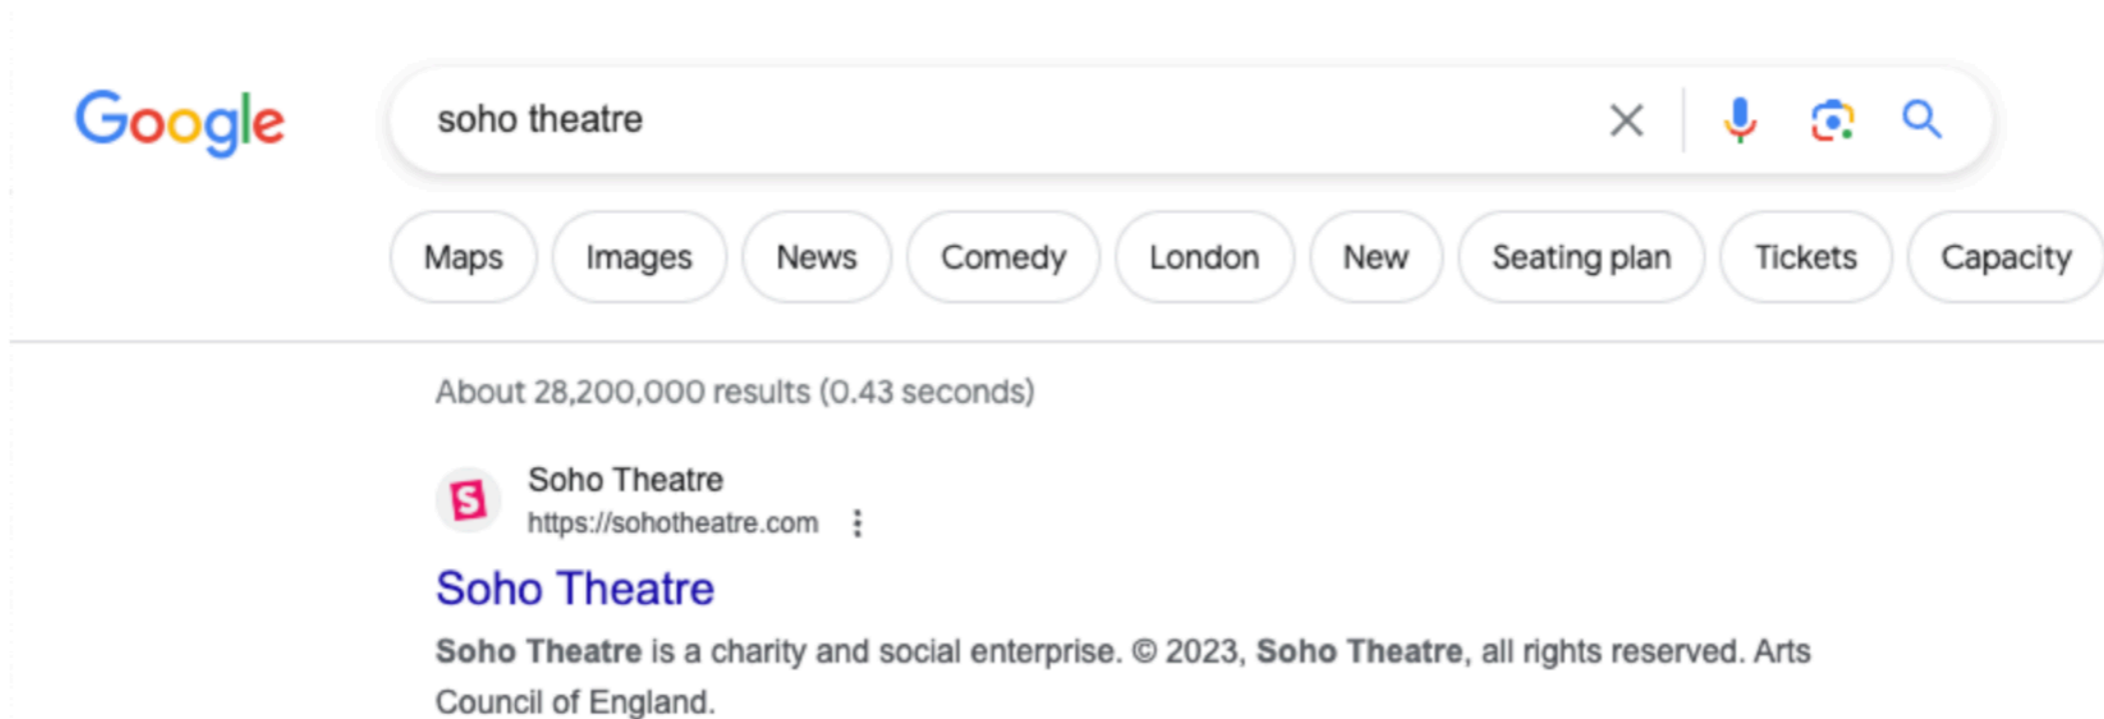 Google
soho theatre
Maps Images News Comedy London New Seating plan Tickets Capacity
About 28,200,000 results (0.43 seconds)
S
Soho Theatre
https://sohotheatre.com
Soho Theatre
Soho Theatre is a charity and social enterprise. © 2023, Soho Theatre, all rights reserved. Arts
Council of England.